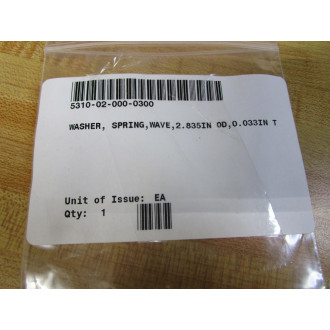 5310-02-000-0300
WASHER, SPRING,WAVE,2.835IN OD,0.033IN T
Unit of Issue: EA
Qty: 1